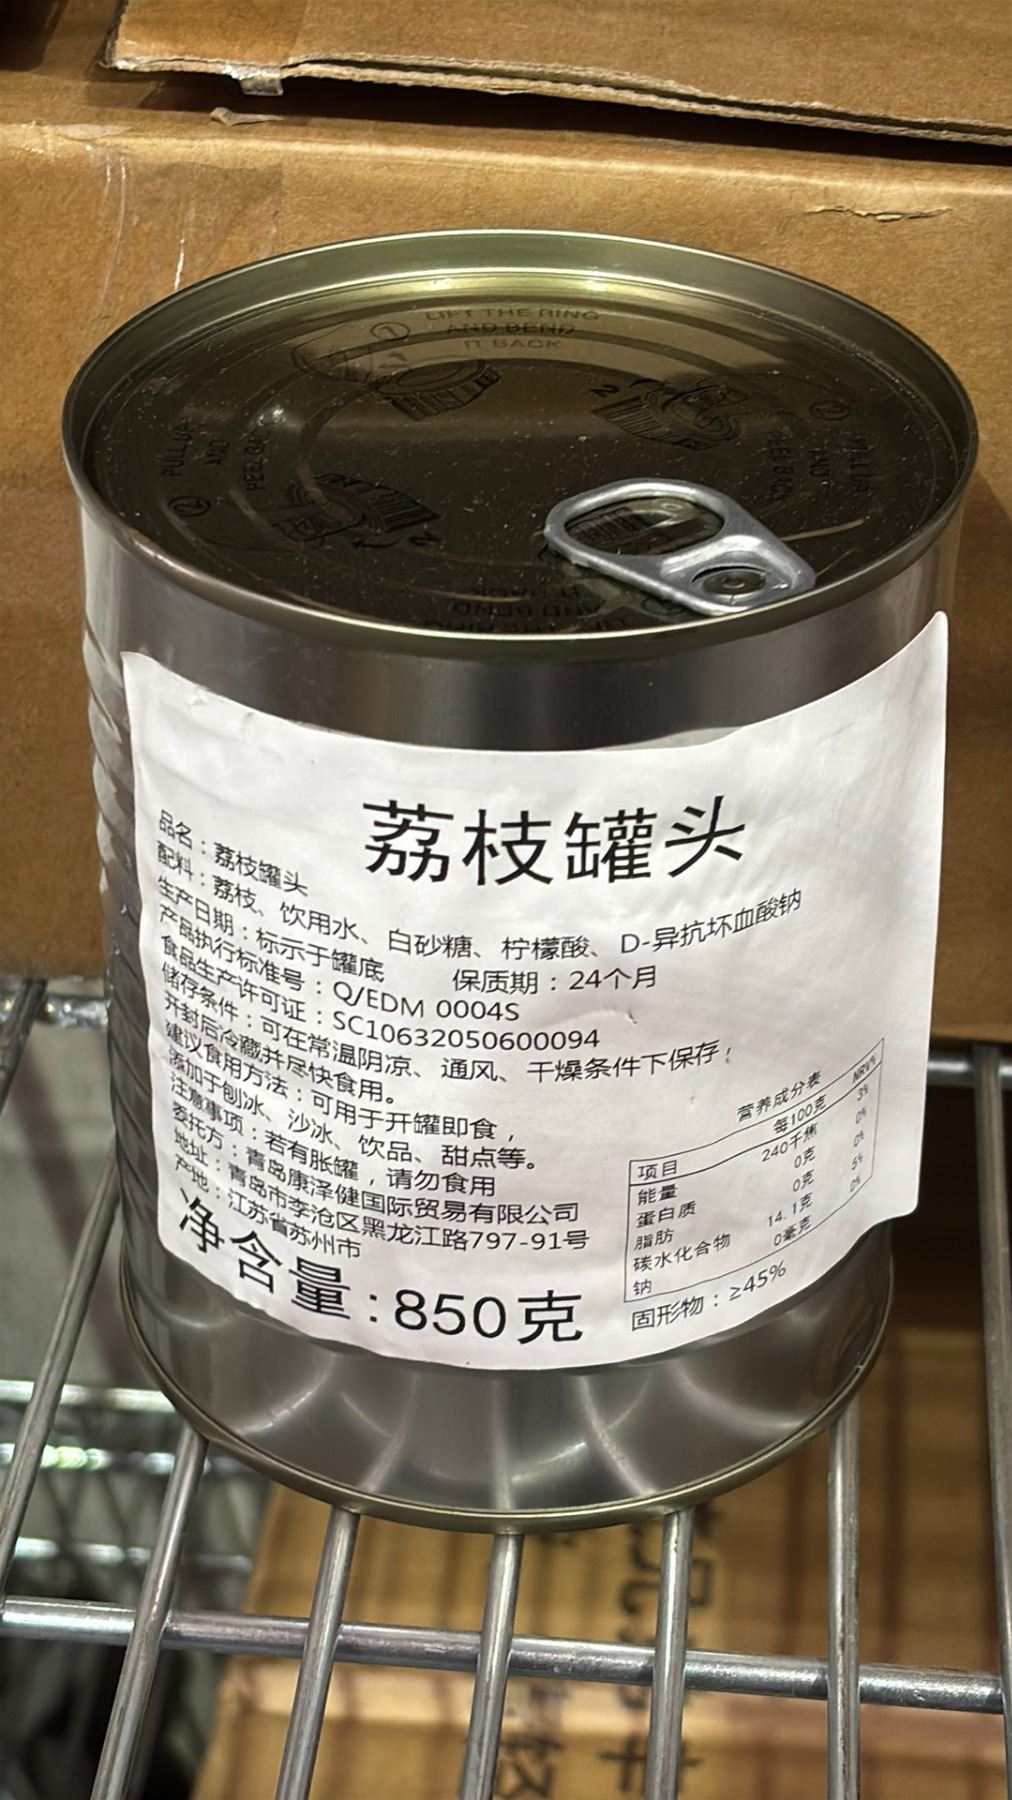 LIFT THE RING
AND BEND
IT BACK
1
2
PULL UP
AND
PEEL BACK
2
PULL UP
AND
PEEL BACK
荔枝罐头
品名：荔枝罐头
配料：荔枝、饮用水、白砂糖、柠檬酸、D-异抗坏血酸钠
生产日期：标示于罐底 保质期：24个月
产品执行标准号：Q/EDM 0004S
食品生产许可证：SC10632050600094
储存条件：可在常温阴凉、通风、干燥条件下保存；
开封后冷藏并尽快食用。
建议食用方法：可用于开罐即食，
添加于刨冰、沙冰、饮品、甜点等。
注意事项：若有胀罐，请勿食用
委托方：青岛康泽健国际贸易有限公司
地址：青岛市李沧区黑龙江路797-91号
产地：江苏省苏州市
净含量：850克
营养成分表
项目 每100克 NRV%
能量 240千焦 3%
蛋白质 0克 0%
脂肪 0克 0%
碳水化合物 14.1克 5%
钠 0毫克 0%
固形物：≥45%